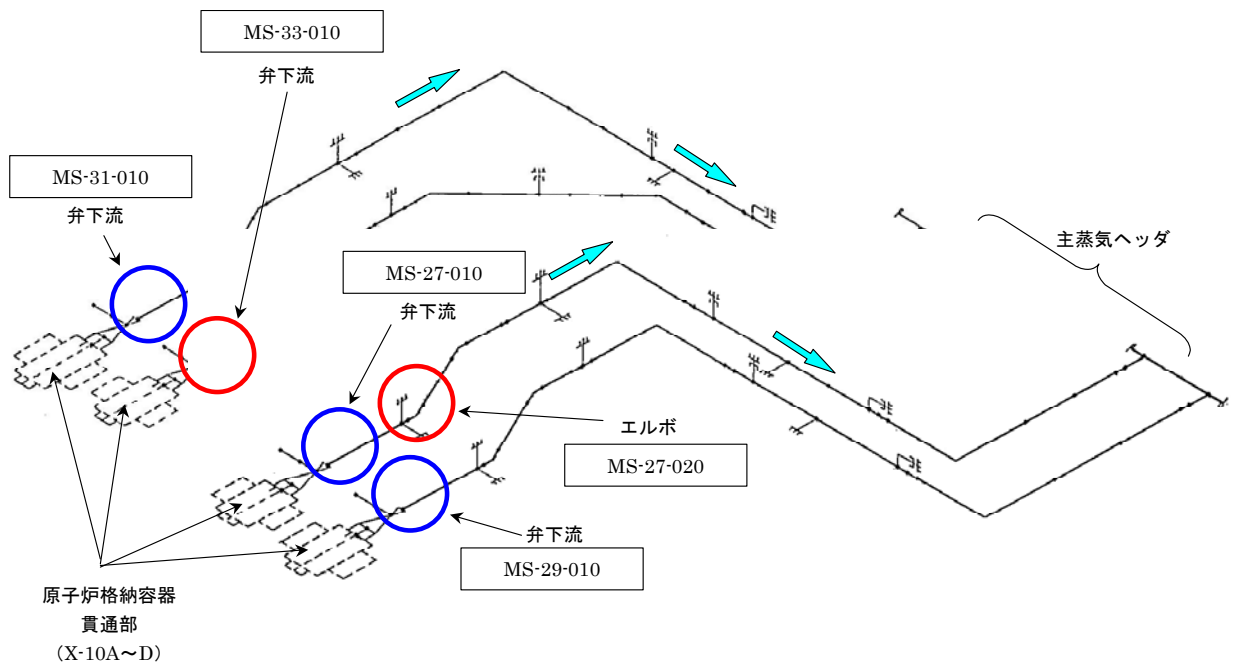 MS-33-010
弁下流
MS-31-010
弁下流
主蒸気ヘッダ
MS-27-010
弁下流
エルボ
MS-27-020
弁下流
MS-29-010
原子炉格納容器
貫通部
（X-10A～D）